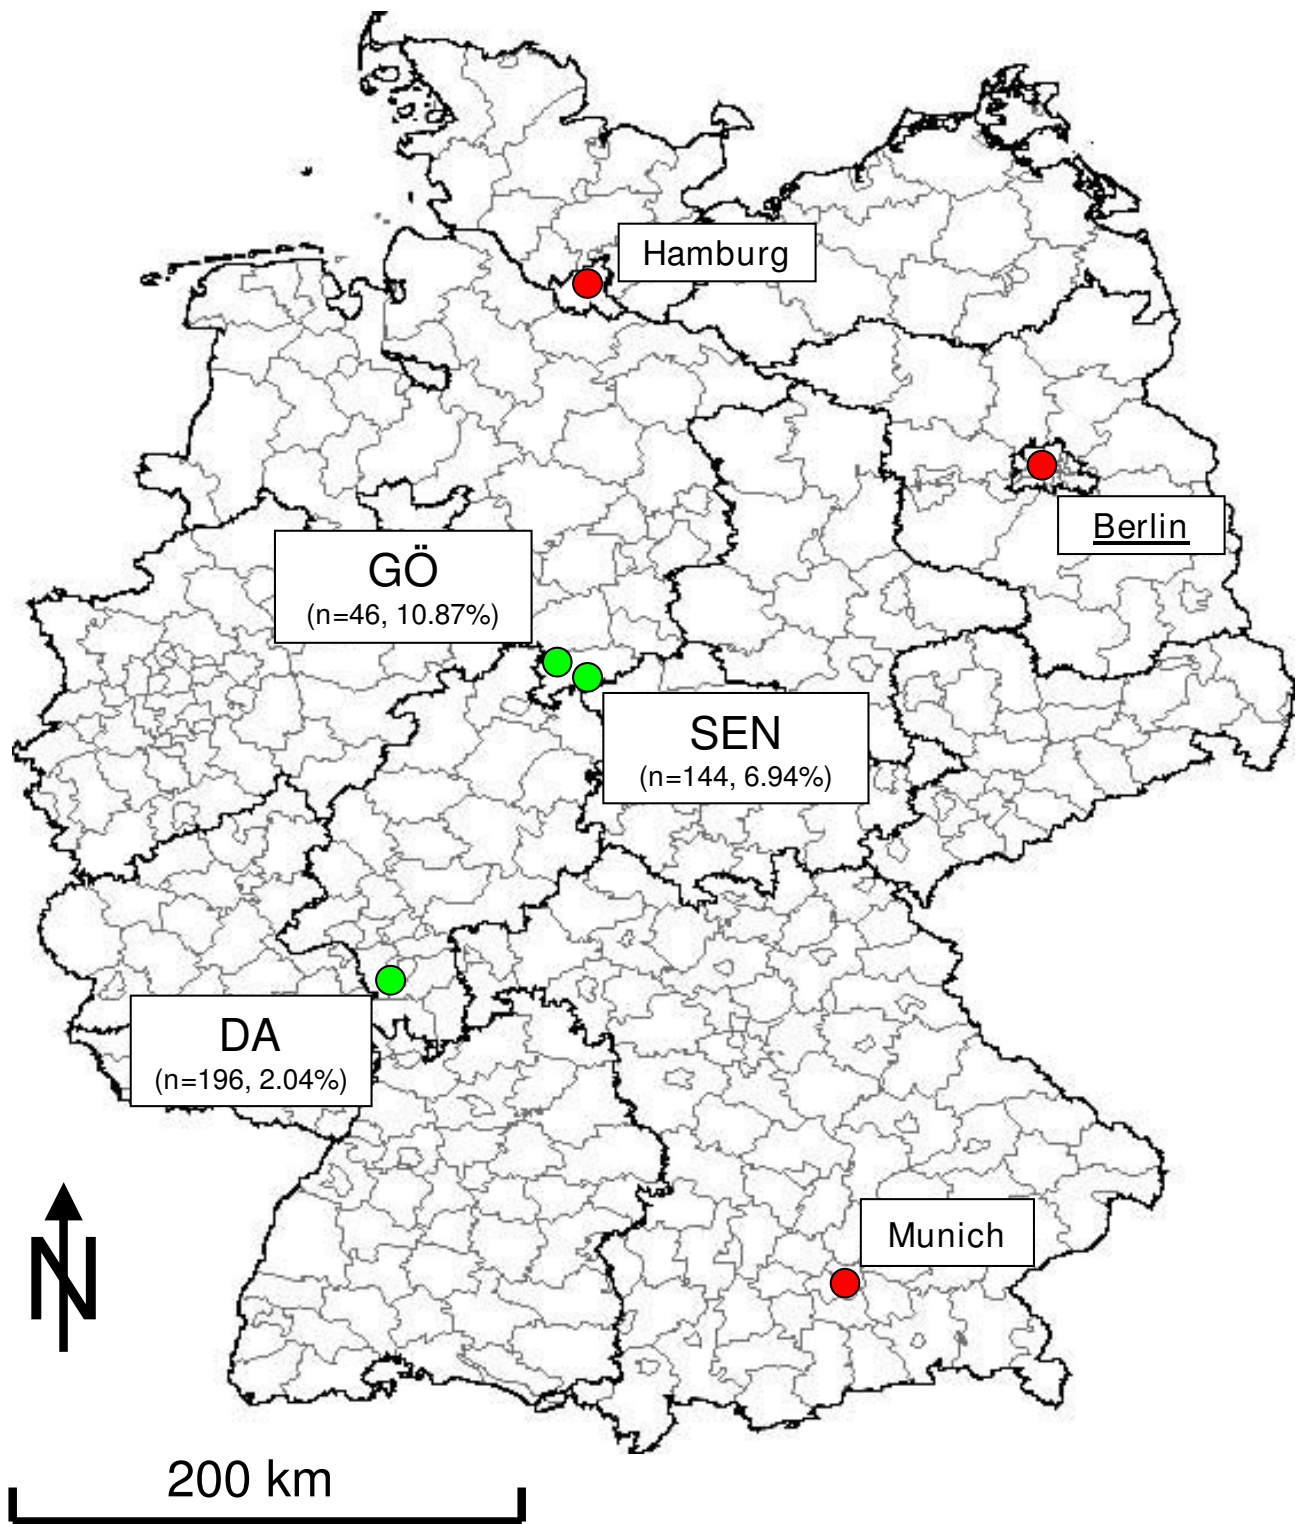 Hamburg
Berlin
GÖ
(n=46, 10.87%)
SEN
(n=144, 6.94%)
DA
(n=196, 2.04%)
Munich
N
200 km